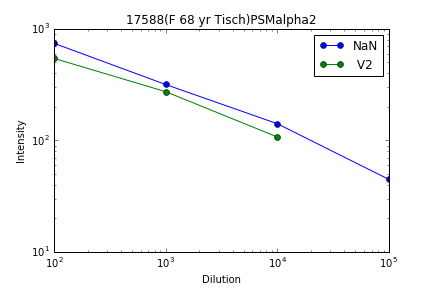 17588(F 68 yr Tisch)PSMalpha2
NaN
V2
10³
10²
10¹
Intensity
10² 10³ 10⁴ 10⁵
Dilution